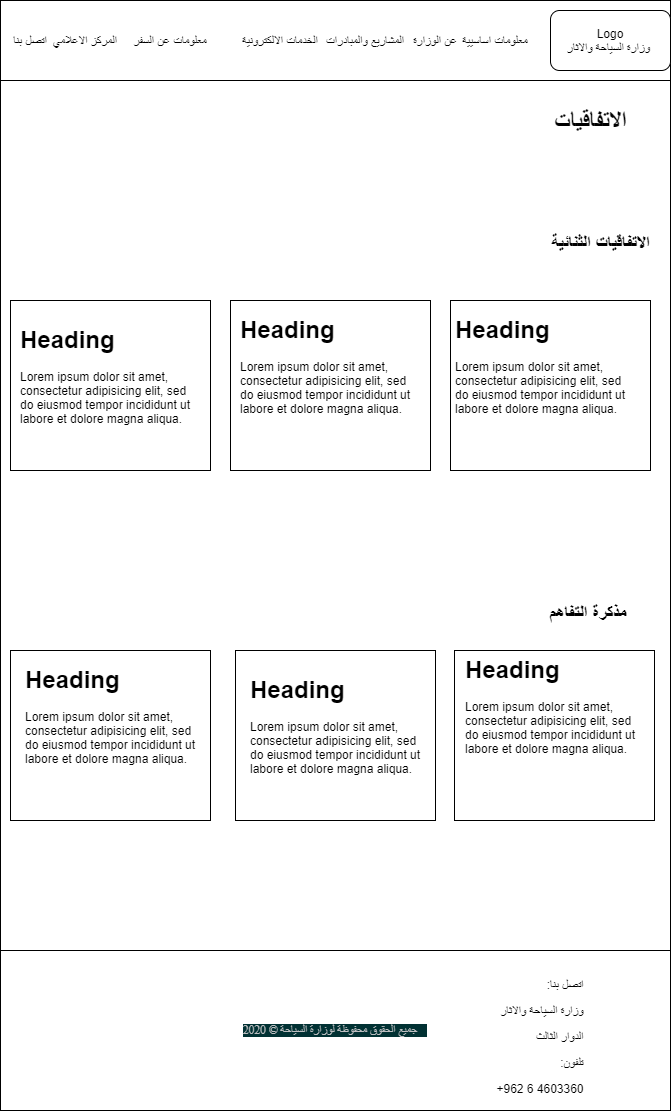 Logo
وزارة السياحة والاثار
معلومات اساسيية عن الوزارة المشاريع والمبادرات الخدمات الالكترونية معلومات عن السفر المركز الاعلامي اتصل بنا
الاتفاقيات
الاتفاقيات الثنائية
Heading
Lorem ipsum dolor sit amet,
consectetur adipisicing elit, sed
do eiusmod tempor incididunt ut
labore et dolore magna aliqua.
Heading
Lorem ipsum dolor sit amet,
consectetur adipisicing elit, sed
do eiusmod tempor incididunt ut
labore et dolore magna aliqua.
Heading
Lorem ipsum dolor sit amet,
consectetur adipisicing elit, sed
do eiusmod tempor incididunt ut
labore et dolore magna aliqua.
مذكرة التفاهم
Heading
Lorem ipsum dolor sit amet,
consectetur adipisicing elit, sed
do eiusmod tempor incididunt ut
labore et dolore magna aliqua.
Heading
Lorem ipsum dolor sit amet,
consectetur adipisicing elit, sed
do eiusmod tempor incididunt ut
labore et dolore magna aliqua.
Heading
Lorem ipsum dolor sit amet,
consectetur adipisicing elit, sed
do eiusmod tempor incididunt ut
labore et dolore magna aliqua.
اتصل بنا:
وزارة السياحة والاثار
الدوار الثالث
تلفون:
+962 6 4603360
جميع الحقوق محفوظة لوزارة السياحة © 2020